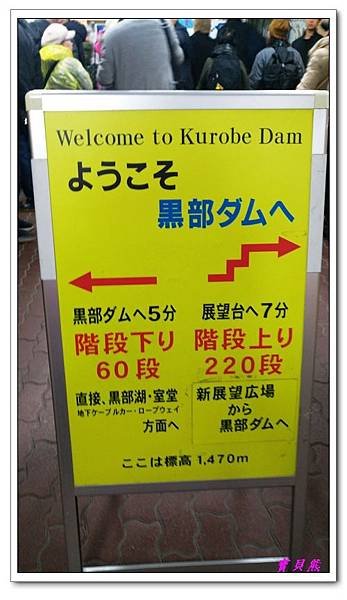 Welcome to Kurobe Dam
ようこそ
黒部ダムへ
黒部ダムへ5分
階段下り
60段
直接、黒部湖・室堂
地下ケーブルカー・ロープウェイ
方面へ
展望台へ7分
階段上り
220段
新展望広場
から
黒部ダムへ
ここは標高1,470m
寶貝熊